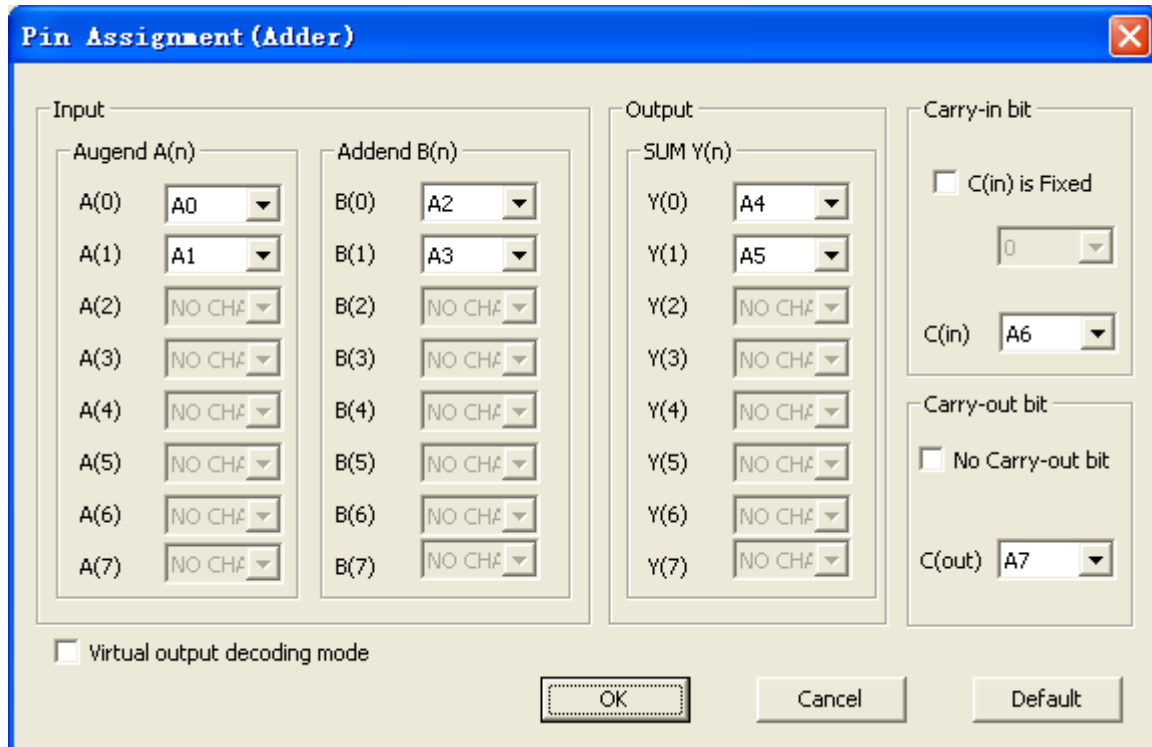 Pin Assignment(Adder)
Input
Output
Carry-in bit
Augend A(n)
Addend B(n)
SUM Y(n)
C(in) is Fixed
A(0) A0 B(0) A2 Y(0) A4
A(1) A1 B(1) A3 Y(1) A5
0
A(2) NO CHA B(2) NO CHA Y(2) NO CHA
C(in) A6
A(3) NO CHA B(3) NO CHA Y(3) NO CHA
Carry-out bit
A(4) NO CHA B(4) NO CHA Y(4) NO CHA
A(5) NO CHA B(5) NO CHA Y(5) NO CHA
No Carry-out bit
A(6) NO CHA B(6) NO CHA Y(6) NO CHA
A(7) NO CHA B(7) NO CHA Y(7) NO CHA
C(out) A7
Virtual output decoding mode
OK Cancel Default